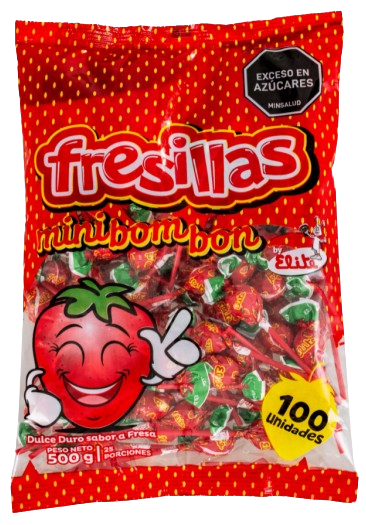 EXCESO EN
AZÚCARES
MINSALUD
fresillas
minibombon
by
Elite
100
unidades
Dulce Duro sabor a Fresa
PESO NETO
500 g
25
PORCIONES